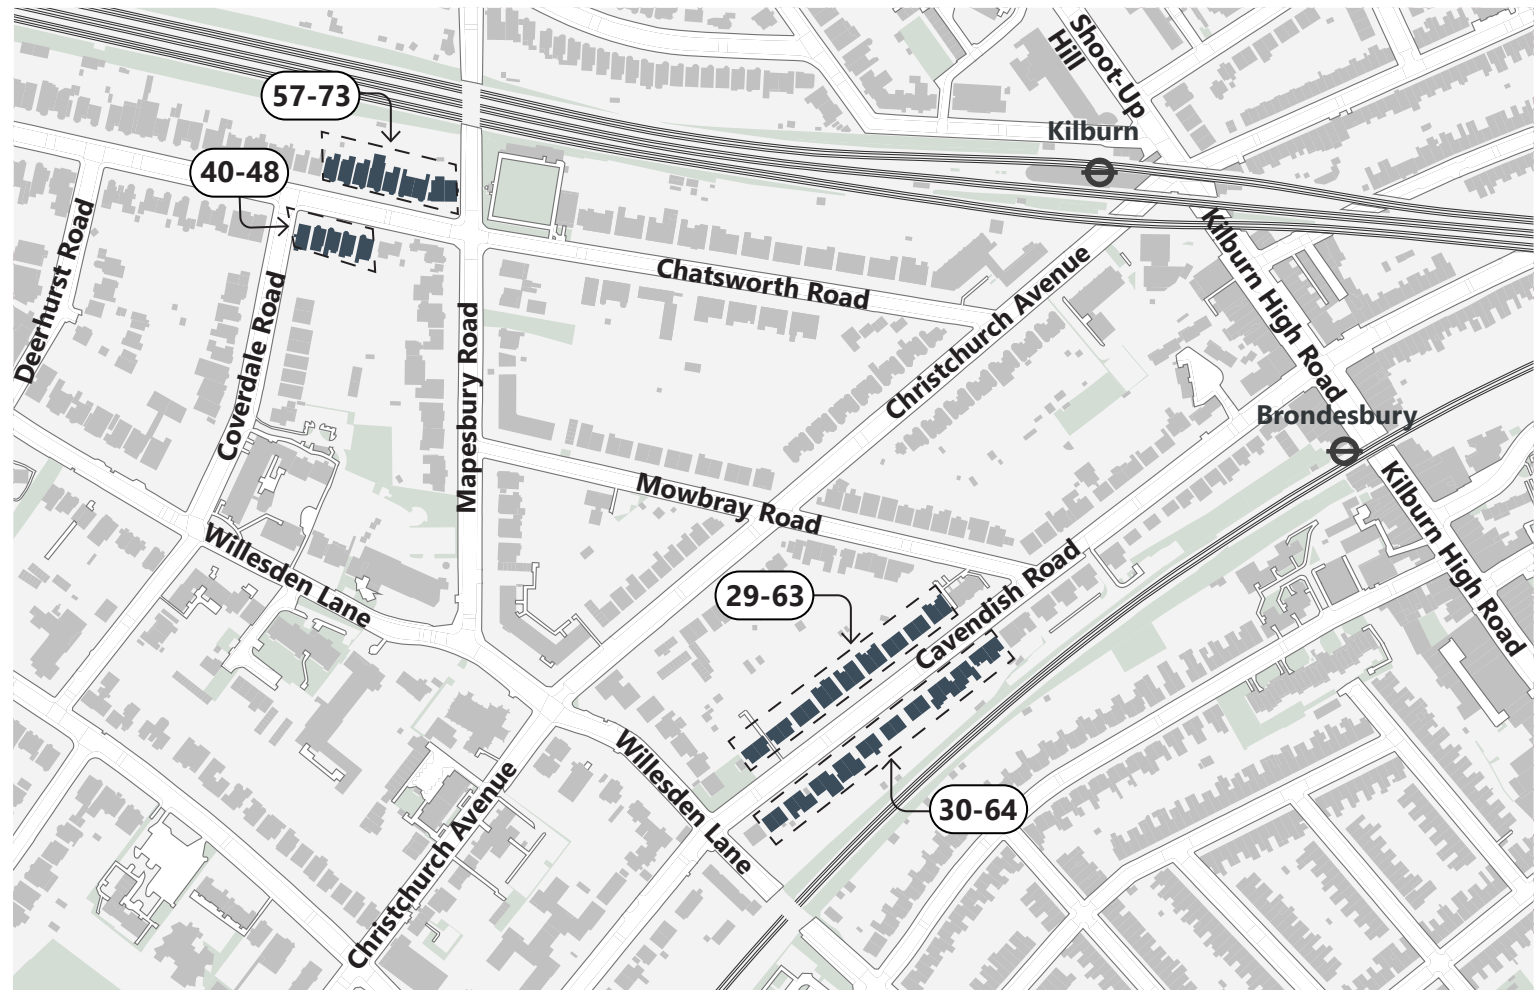 Shoot-Up
Hill
57-73
Kilburn
40-48
Deerhurst Road
Kilburn High Road
Chatsworth Road
Christchurch Avenue
Coverdale Road
Mapesbury Road
Brondesbury
Mowbray Road
Kilburn High Road
Willesden Lane
29-63
Cavendish Road
Willesden Lane
30-64
Christchurch Avenue